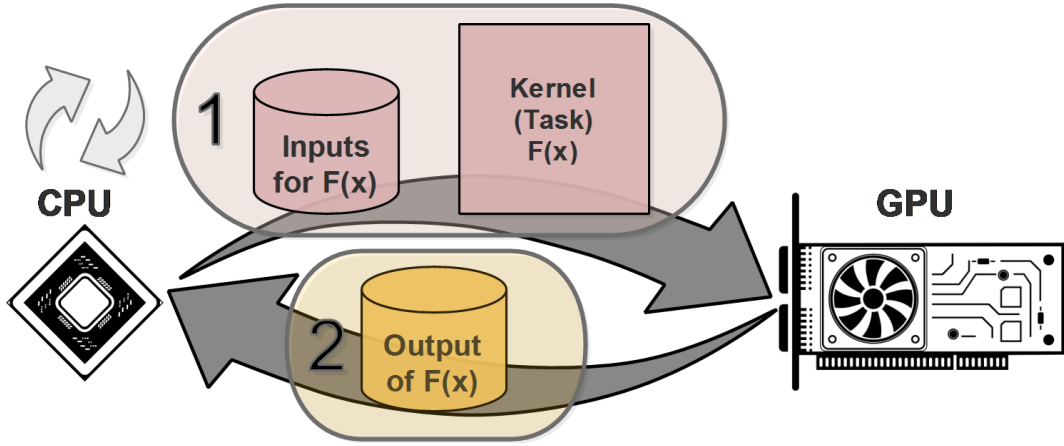 1
Inputs
for F(x)
Kernel
(Task)
F(x)
CPU
GPU
2
Output
of F(x)